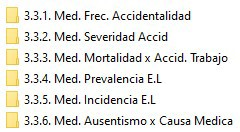 3.3.1. Med. Frec. Accidentalidad
3.3.2. Med. Severidad Accid
3.3.3. Med. Mortalidad x Accid. Trabajo
3.3.4. Med. Prevalencia E.L
3.3.5. Med. Incidencia E.L
3.3.6. Med. Ausentismo x Causa Medica